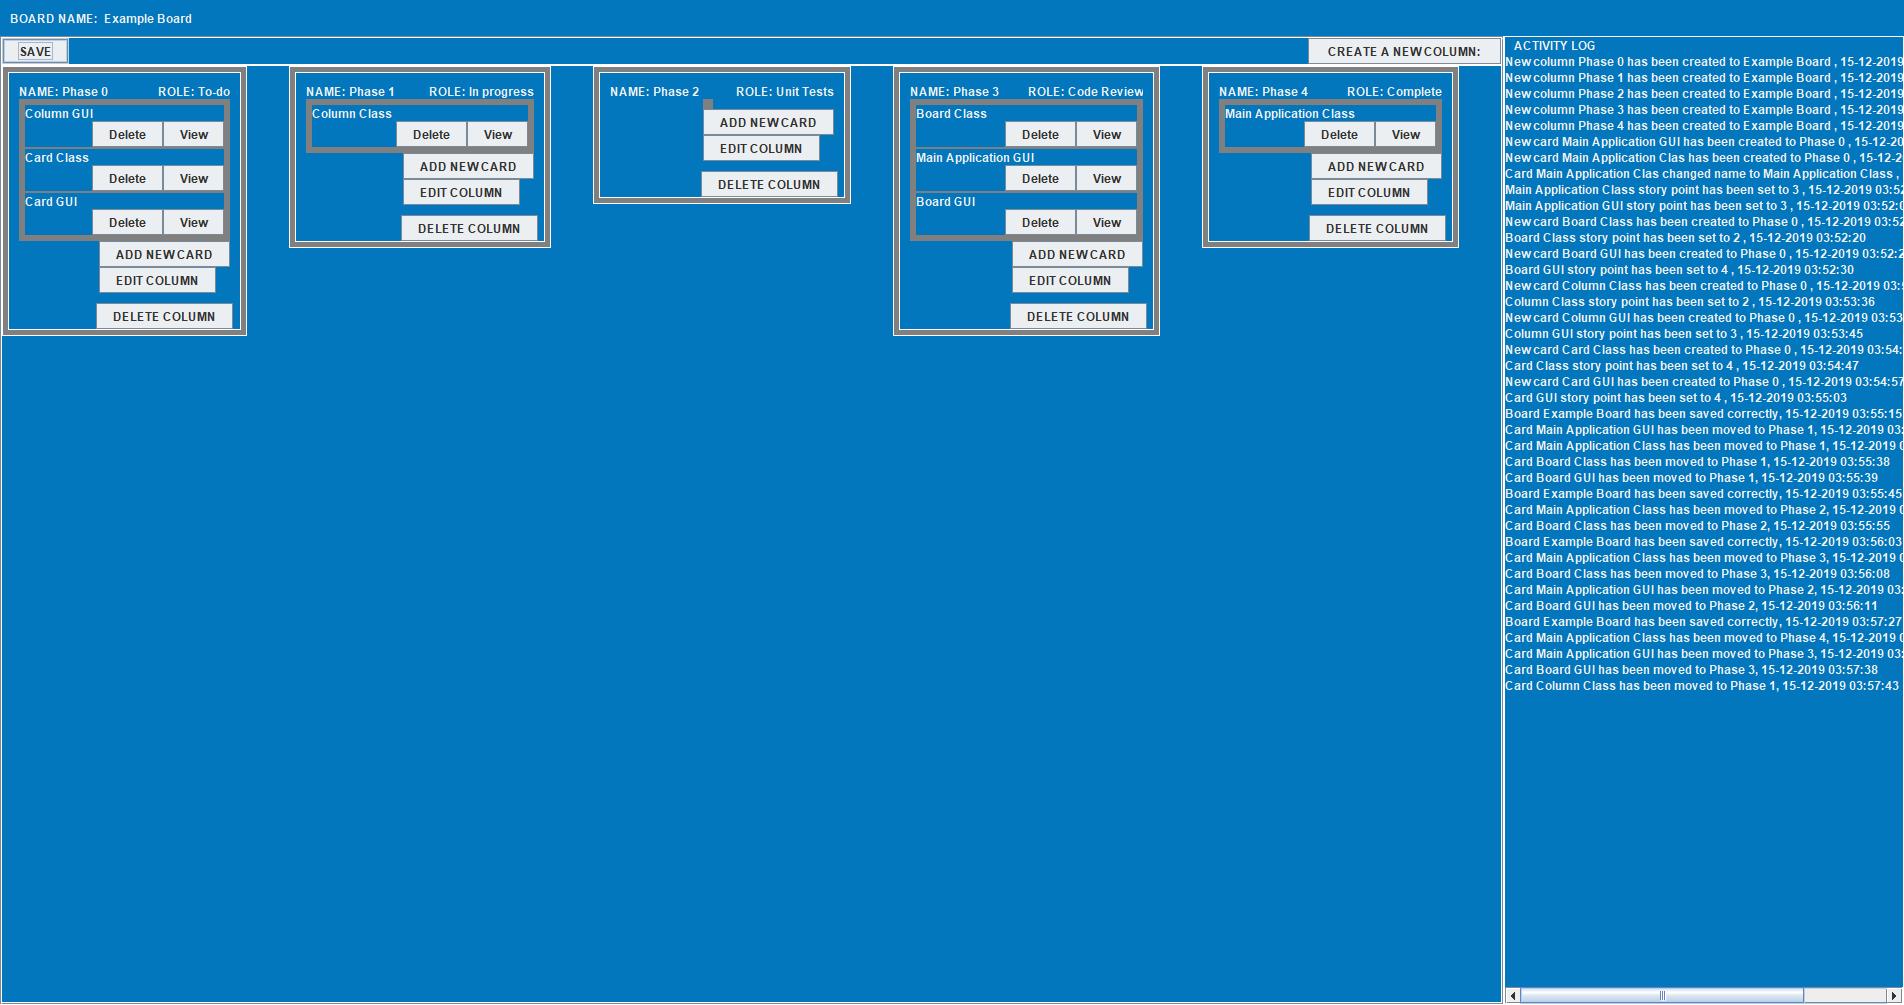 BOARD NAME: Example Board
SAVE
CREATE A NEW COLUMN:
NAME: Phase 0 ROLE: To-do
Column GUI
Delete View
Card Class
Delete View
Card GUI
Delete View
ADD NEW CARD
EDIT COLUMN
DELETE COLUMN
NAME: Phase 1 ROLE: In progress
Column Class
Delete View
ADD NEW CARD
EDIT COLUMN
DELETE COLUMN
NAME: Phase 2 ROLE: Unit Tests
ADD NEW CARD
EDIT COLUMN
DELETE COLUMN
NAME: Phase 3 ROLE: Code Review
Board Class
Delete View
Main Application GUI
Delete View
Board GUI
Delete View
ADD NEW CARD
EDIT COLUMN
DELETE COLUMN
NAME: Phase 4 ROLE: Complete
Main Application Class
Delete View
ADD NEW CARD
EDIT COLUMN
DELETE COLUMN
ACTIVITY LOG
New column Phase 0 has been created to Example Board , 15-12-2019
New column Phase 1 has been created to Example Board , 15-12-2019
New column Phase 2 has been created to Example Board , 15-12-2019
New column Phase 3 has been created to Example Board , 15-12-2019
New column Phase 4 has been created to Example Board , 15-12-2019
New card Main Application GUI has been created to Phase 0 , 15-12-20
New card Main Application Clas has been created to Phase 0 , 15-12-2
Card Main Application Clas changed name to Main Application Class ,
Main Application Class story point has been set to 3 , 15-12-2019 03:52
Main Application GUI story point has been set to 3 , 15-12-2019 03:52:0
New card Board Class has been created to Phase 0 , 15-12-2019 03:52
Board Class story point has been set to 2 , 15-12-2019 03:52:20
New card Board GUI has been created to Phase 0 , 15-12-2019 03:52:2
Board GUI story point has been set to 4 , 15-12-2019 03:52:30
New card Column Class has been created to Phase 0 , 15-12-2019 03:
Column Class story point has been set to 2 , 15-12-2019 03:53:36
New card Column GUI has been created to Phase 0 , 15-12-2019 03:53
Column GUI story point has been set to 3 , 15-12-2019 03:53:45
New card Card Class has been created to Phase 0 , 15-12-2019 03:54:
Card Class story point has been set to 4 , 15-12-2019 03:54:47
New card Card GUI has been created to Phase 0 , 15-12-2019 03:54:57
Card GUI story point has been set to 4 , 15-12-2019 03:55:03
Board Example Board has been saved correctly, 15-12-2019 03:55:15
Card Main Application GUI has been moved to Phase 1, 15-12-2019 03:
Card Main Application Class has been moved to Phase 1, 15-12-2019 0
Card Board Class has been moved to Phase 1, 15-12-2019 03:55:38
Card Board GUI has been moved to Phase 1, 15-12-2019 03:55:39
Board Example Board has been saved correctly, 15-12-2019 03:55:45
Card Main Application Class has been moved to Phase 2, 15-12-2019 0
Card Board Class has been moved to Phase 2, 15-12-2019 03:55:55
Board Example Board has been saved correctly, 15-12-2019 03:56:03
Card Main Application Class has been moved to Phase 3, 15-12-2019 0
Card Board Class has been moved to Phase 3, 15-12-2019 03:56:08
Card Main Application GUI has been moved to Phase 2, 15-12-2019 03:
Card Board GUI has been moved to Phase 2, 15-12-2019 03:56:11
Board Example Board has been saved correctly, 15-12-2019 03:57:27
Card Main Application Class has been moved to Phase 4, 15-12-2019 0
Card Main Application GUI has been moved to Phase 3, 15-12-2019 03:
Card Board GUI has been moved to Phase 3, 15-12-2019 03:57:38
Card Column Class has been moved to Phase 1, 15-12-2019 03:57:43